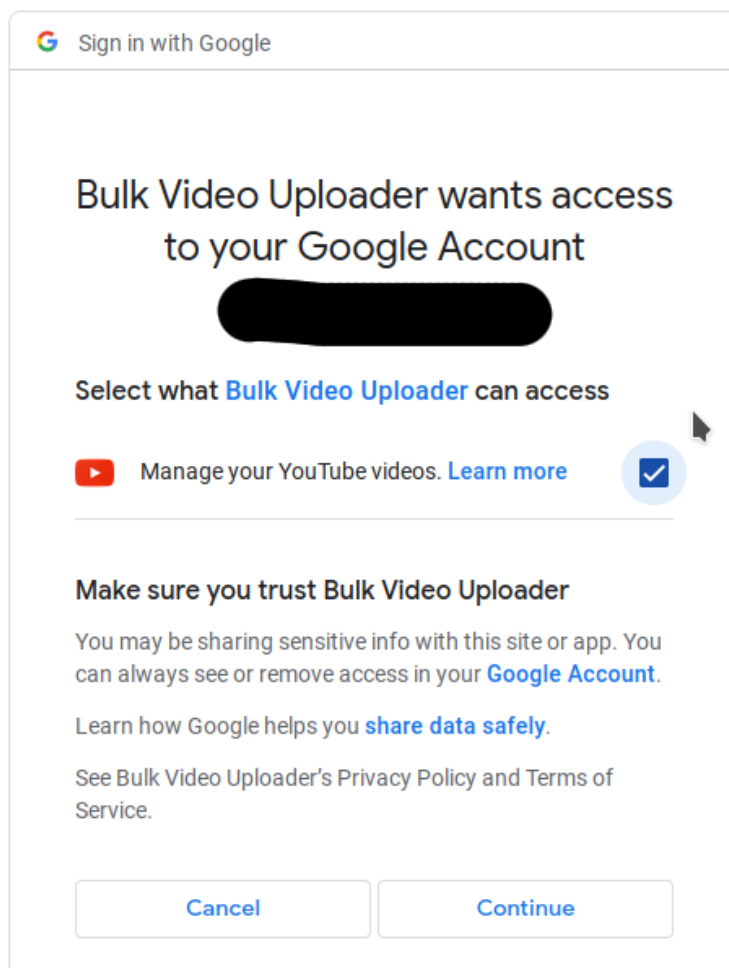 Sign in with Google
Bulk Video Uploader wants access
to your Google Account
Select what Bulk Video Uploader can access
Manage your YouTube videos. Learn more
Make sure you trust Bulk Video Uploader
You may be sharing sensitive info with this site or app. You
can always see or remove access in your Google Account.
Learn how Google helps you share data safely.
See Bulk Video Uploader’s Privacy Policy and Terms of
Service.
Cancel
Continue